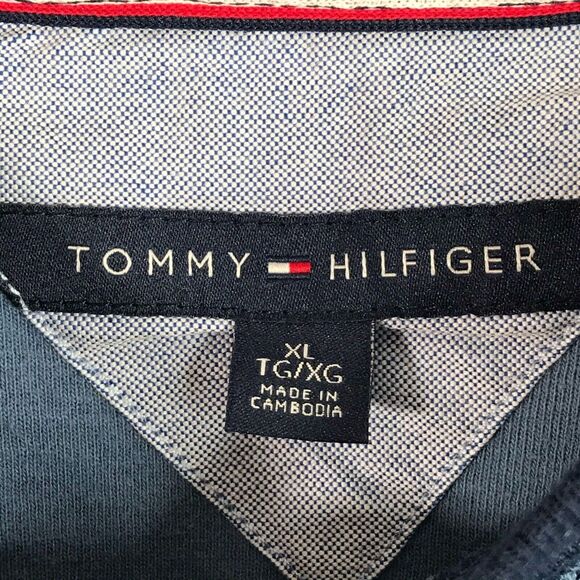 TOMMY HILFIGER
XL
TG/XG
MADE IN
CAMBODIA